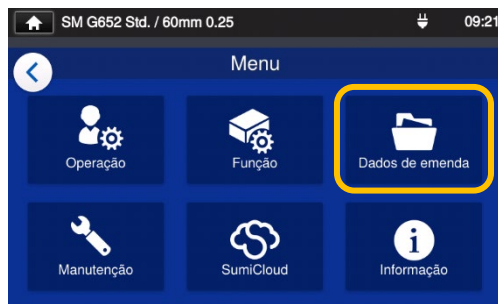 SM G652 Std. / 60mm 0.25 09:21
Menu
Operação Função Dados de emenda
Manutenção SumiCloud Informação